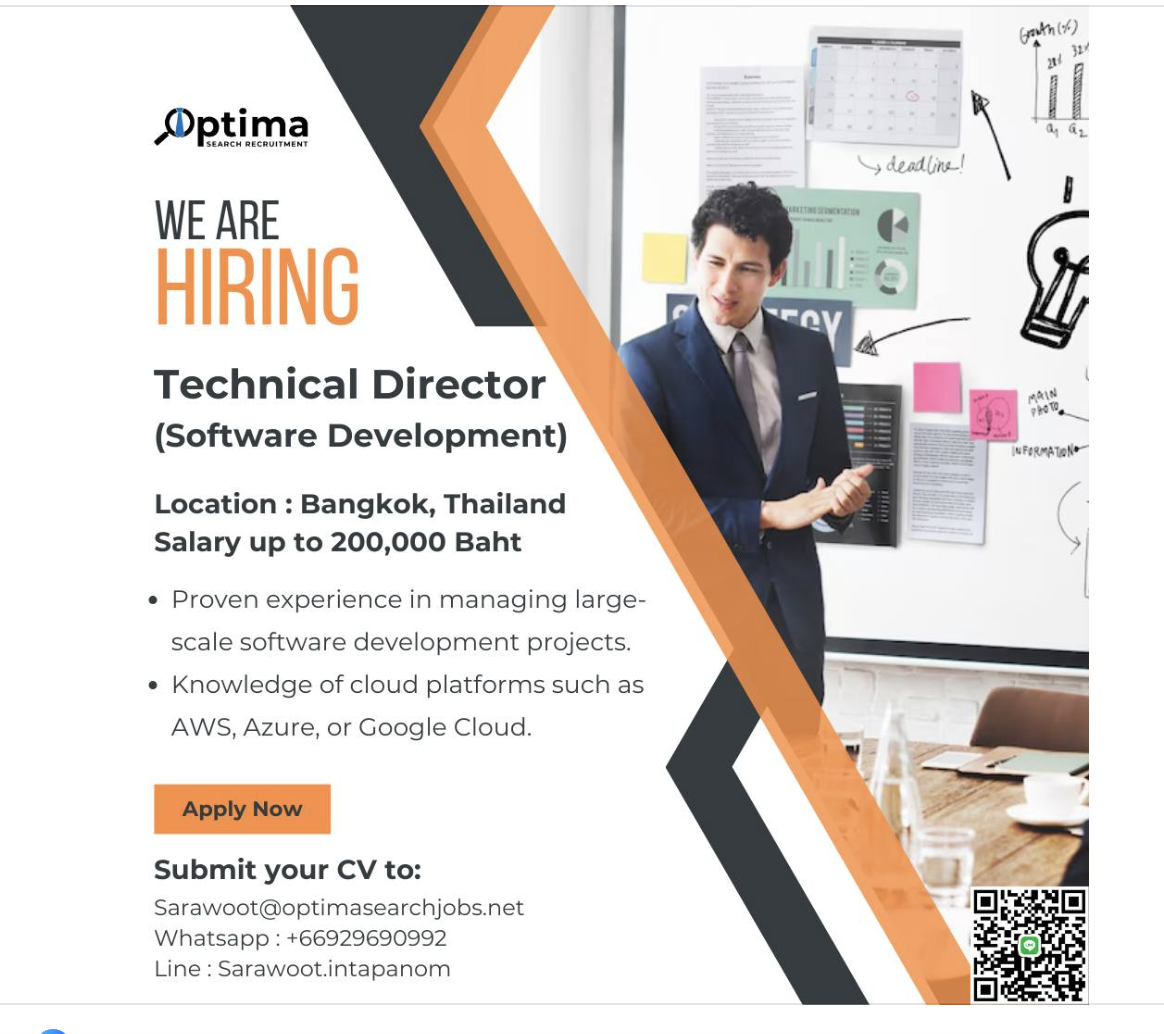 Optima
SEARCH RECRUITMENT
WE ARE
HIRING
Technical Director
(Software Development)
Location : Bangkok, Thailand
Salary up to 200,000 Baht
• Proven experience in managing large-
scale software development projects.
• Knowledge of cloud platforms such as
AWS, Azure, or Google Cloud.
Apply Now
Submit your CV to:
Sarawoot@optimasearchjobs.net
Whatsapp : +66929690992
Line : Sarawoot.intapanom
Growth (%)
28%
32%
Q1 Q2
deadline!
MARKETING SEGMENTATION
MAIN
PHOTO
INFORMATION